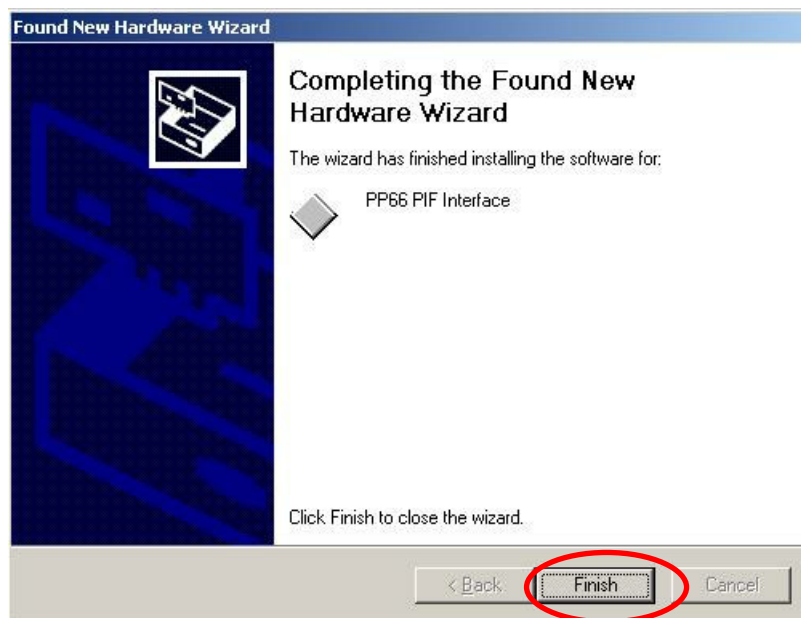 Found New Hardware Wizard
Completing the Found New
Hardware Wizard
The wizard has finished installing the software for:
PP66 PIF Interface
Click Finish to close the wizard.
< Back
Finish
Cancel